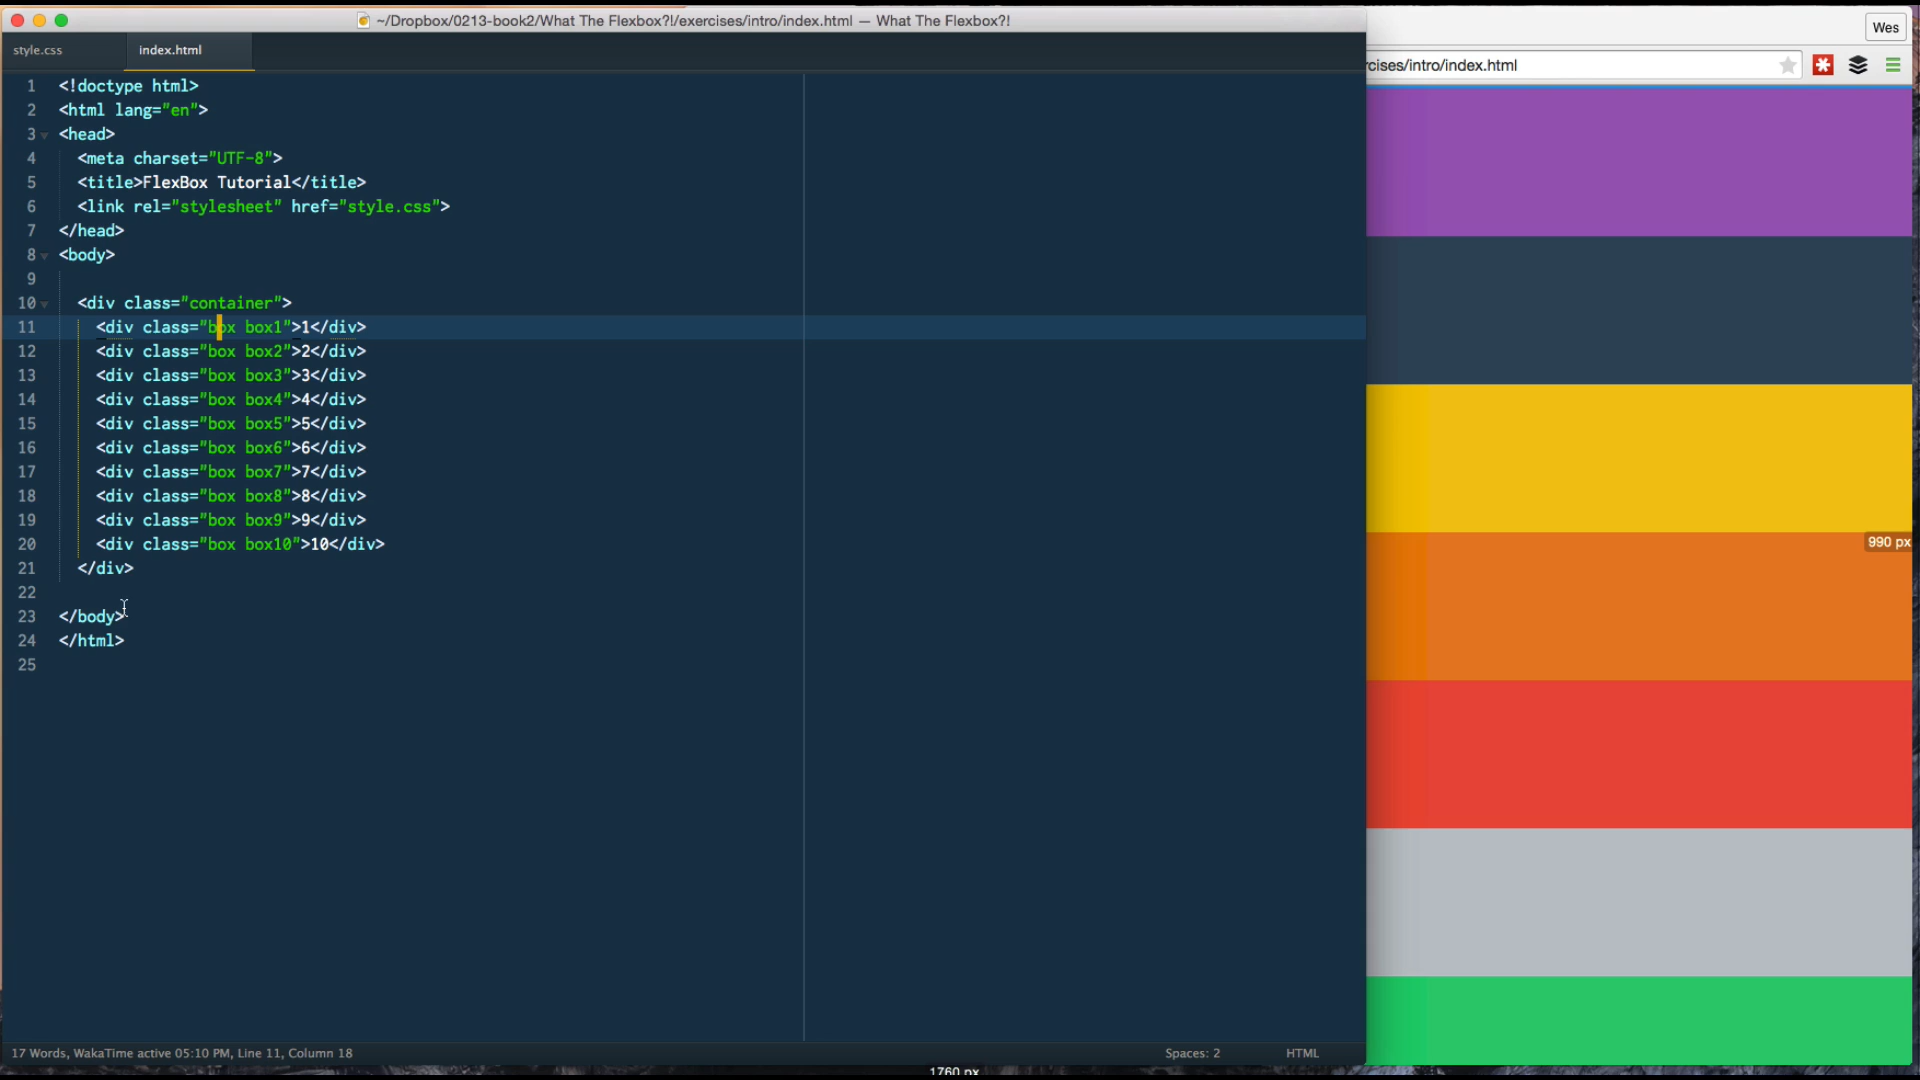 ~/Dropbox/0213-book2/What The Flexbox?!/exercises/intro/index.html — What The Flexbox?!
Wes
style.css
index.html
rcises/intro/index.html
1 <!doctype html>
2 <html lang="en">
3 <head>
4 <meta charset="UTF-8">
5 <title>FlexBox Tutorial</title>
6 <link rel="stylesheet" href="style.css">
7 </head>
8 <body>
9
10 <div class="container">
11 <div class="box box1">1</div>
12 <div class="box box2">2</div>
13 <div class="box box3">3</div>
14 <div class="box box4">4</div>
15 <div class="box box5">5</div>
16 <div class="box box6">6</div>
17 <div class="box box7">7</div>
18 <div class="box box8">8</div>
19 <div class="box box9">9</div>
20 <div class="box box10">10</div>
21 </div>
22
23 </body>
24 </html>
25
990 px
17 Words, WakaTime active 05:10 PM, Line 11, Column 18
Spaces: 2
HTML
1760 px